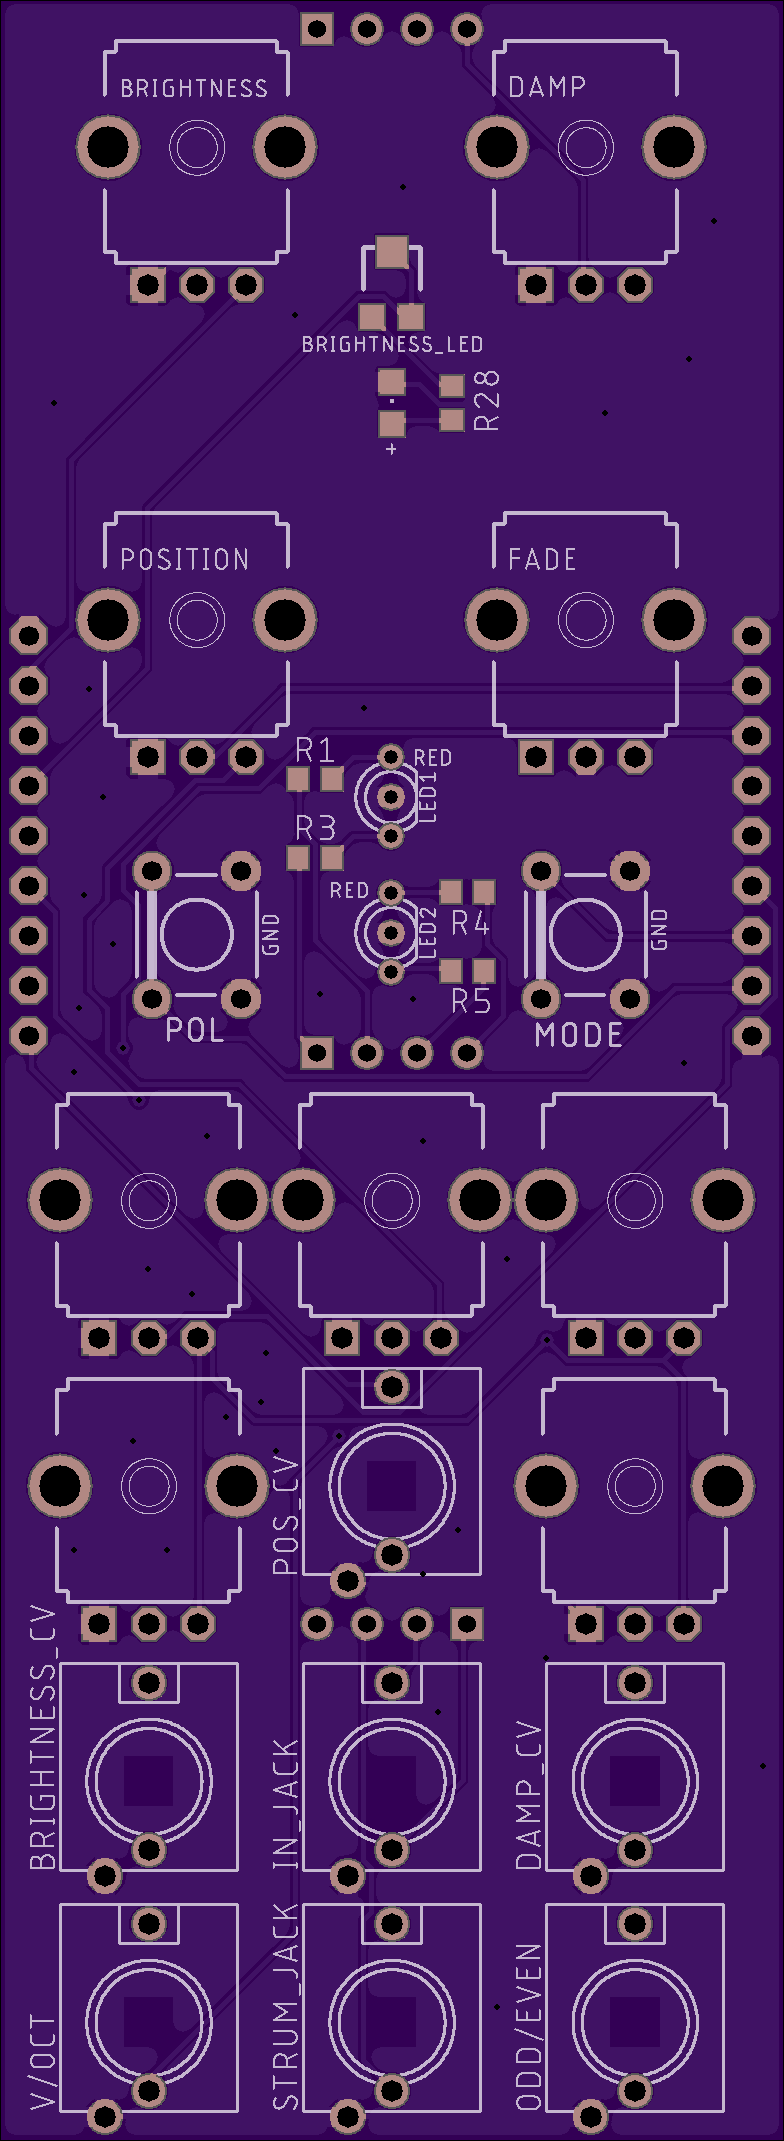 BRIGHTNESS
DAMP
BRIGHTNESS_LED
R28
+
POSITION
FADE
R1
RED
LED1
R3
RED
R4
LED2
GND
GND
R5
POL
MODE
POS_CV
BRIGHTNESS_CV
IN_JACK
DAMP_CV
V/OCT
STRUM_JACK
ODD/EVEN